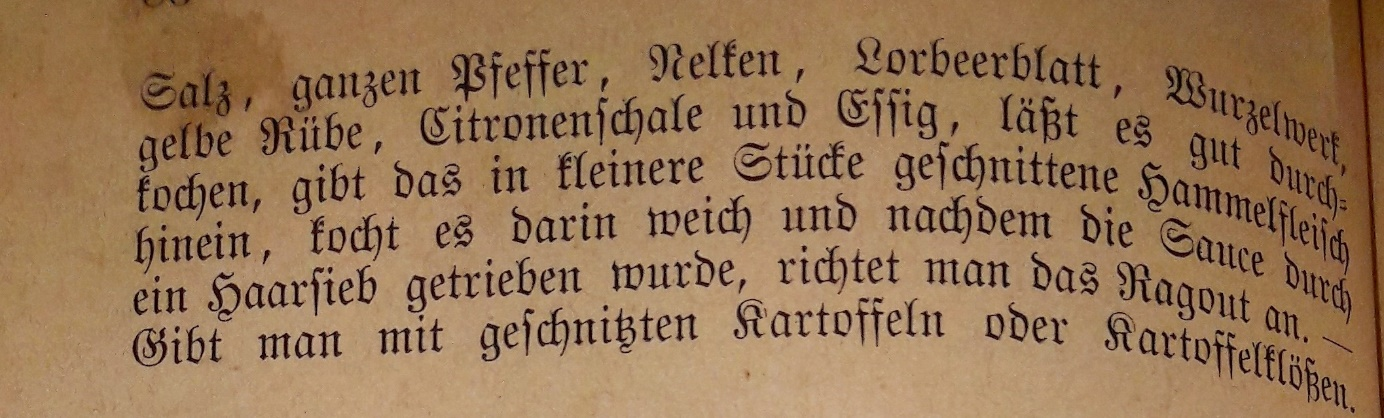 Salz, ganzen Pfeffer, Nelken, Lorbeerblatt, Wurzelwerk,
gelbe Rübe, Citronenschale und Essig, läßt es gut durch-
kochen, gibt das in kleinere Stücke geschnittene Hammelfleisch
hinein, kocht es darin weich und nachdem die Sauce durch
ein Haarsieb getrieben wurde, richtet man das Ragout an. —
Gibt man mit geschnitzten Kartoffeln oder Kartoffelklößen.